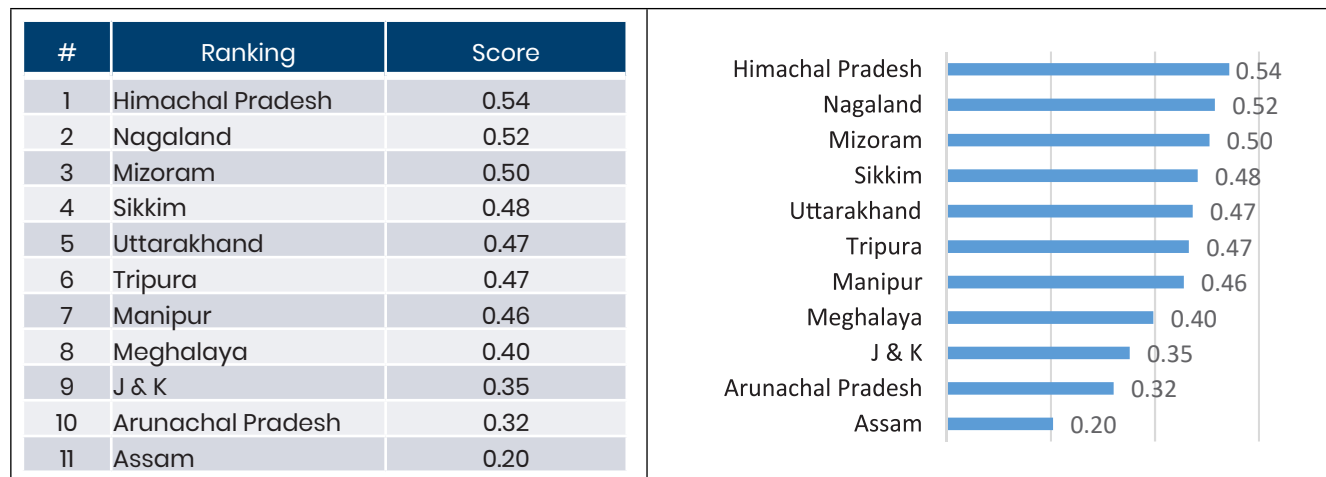 # Ranking Score
1 Himachal Pradesh 0.54
2 Nagaland 0.52
3 Mizoram 0.50
4 Sikkim 0.48
5 Uttarakhand 0.47
6 Tripura 0.47
7 Manipur 0.46
8 Meghalaya 0.40
9 J & K 0.35
10 Arunachal Pradesh 0.32
11 Assam 0.20
Himachal Pradesh 0.54
Nagaland 0.52
Mizoram 0.50
Sikkim 0.48
Uttarakhand 0.47
Tripura 0.47
Manipur 0.46
Meghalaya 0.40
J & K 0.35
Arunachal Pradesh 0.32
Assam 0.20